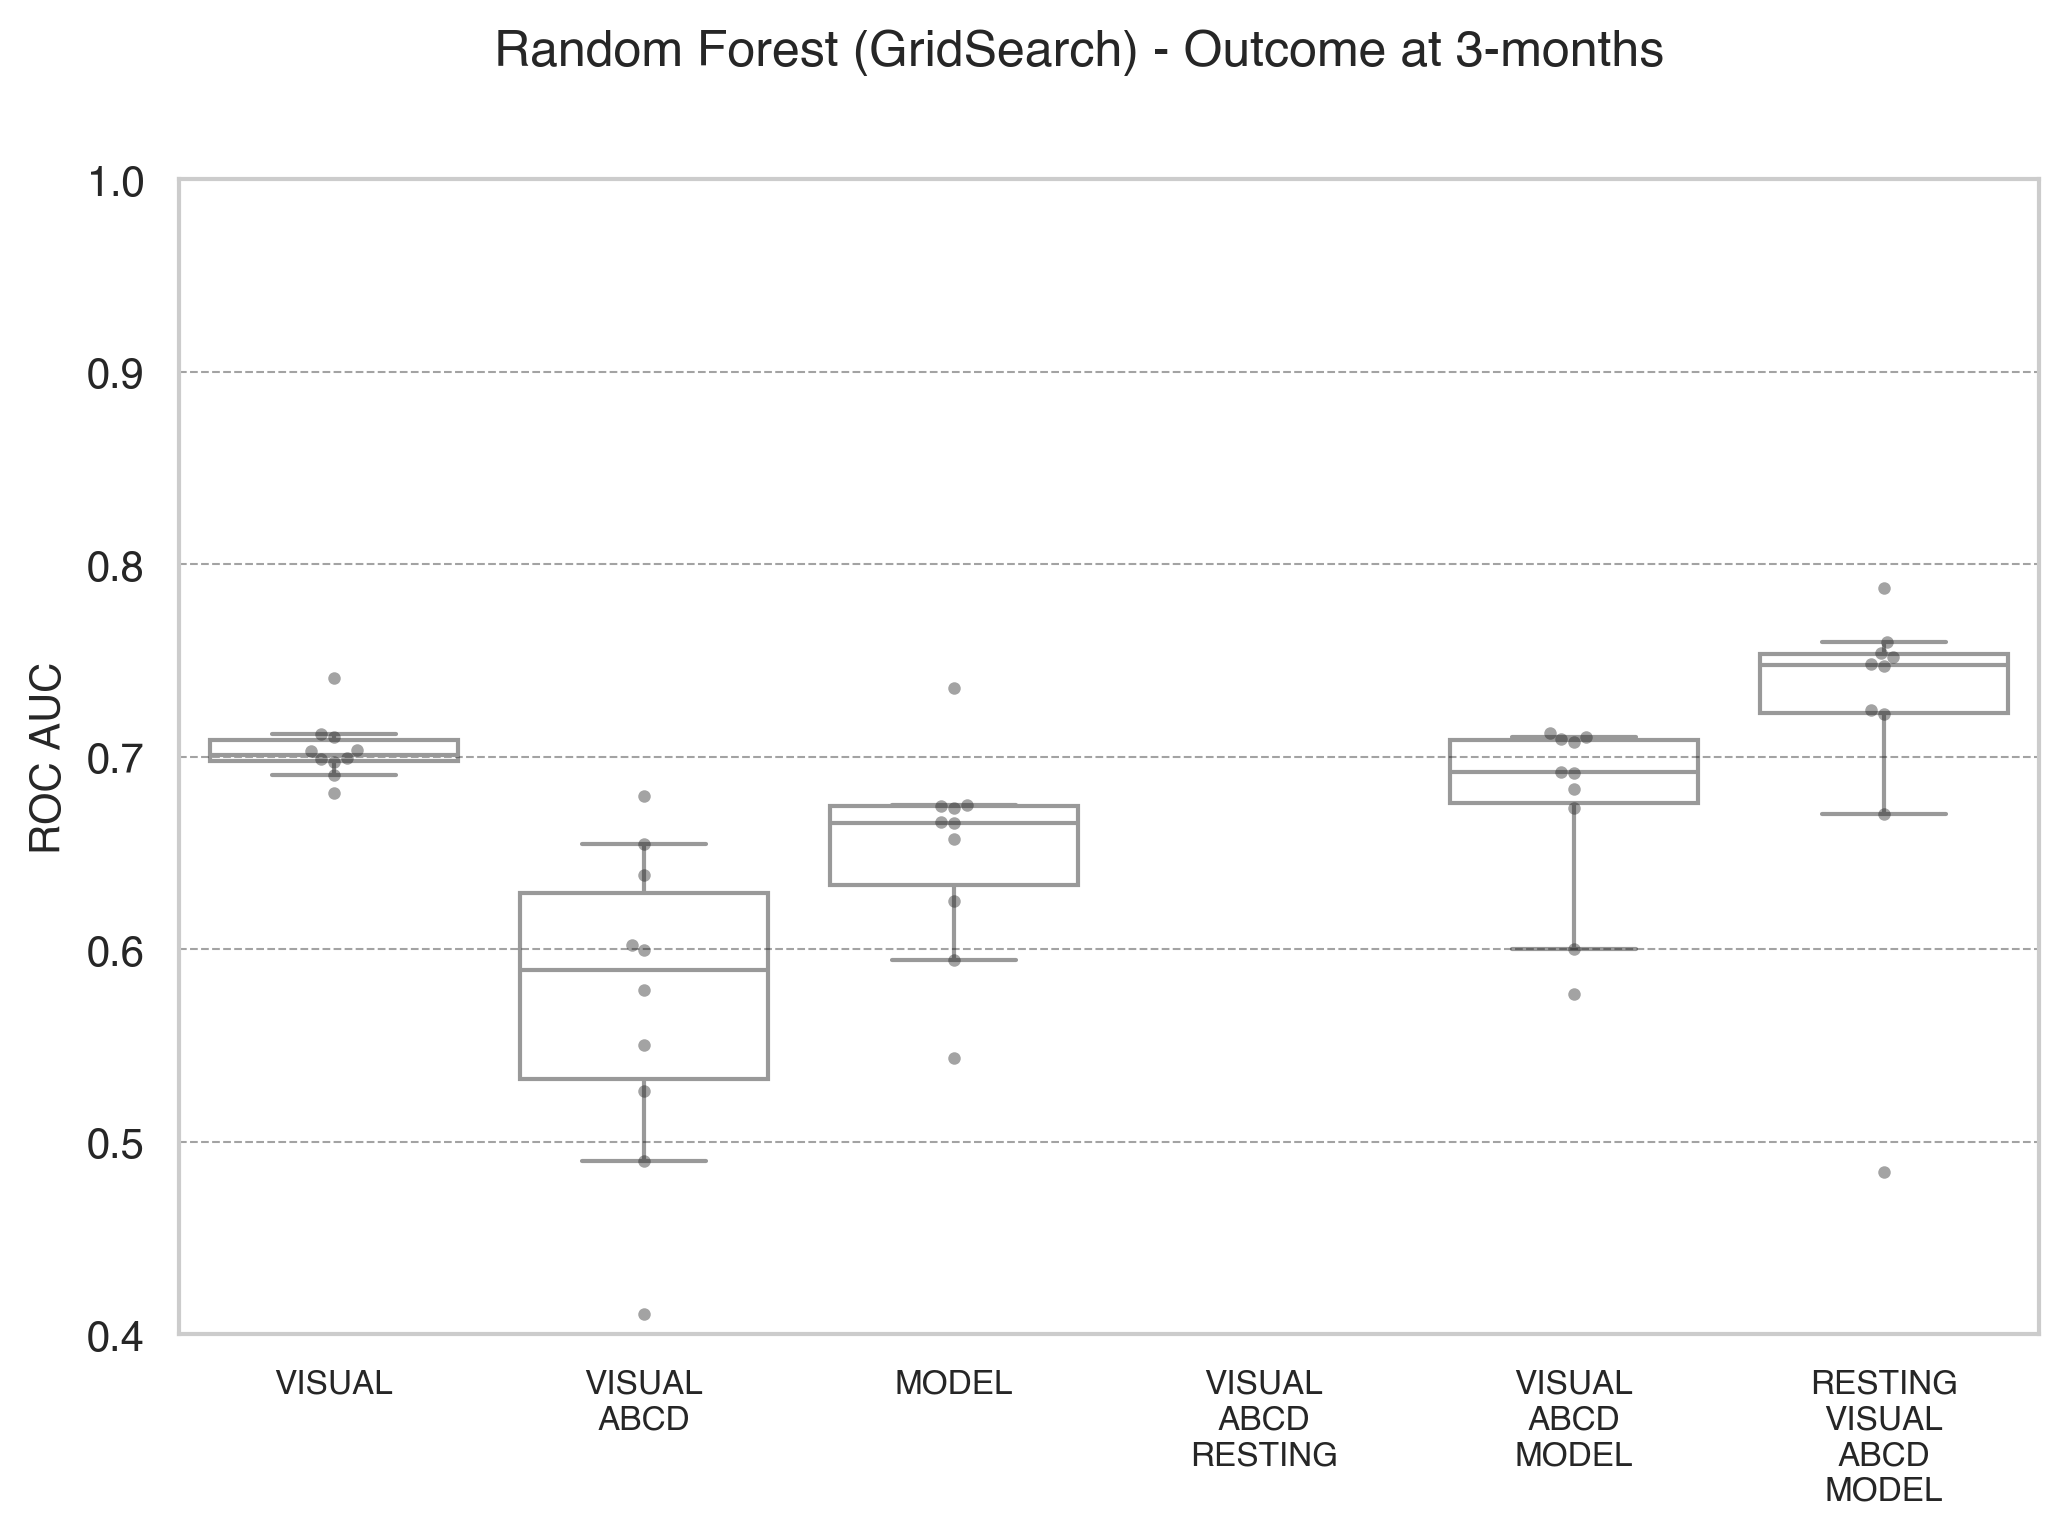 Random Forest (GridSearch) - Outcome at 3-months
1.0
0.9
0.8
0.7
0.6
0.5
0.4
ROC AUC
VISUAL
VISUAL
ABCD
MODEL
VISUAL
ABCD
RESTING
VISUAL
ABCD
MODEL
RESTING
VISUAL
ABCD
MODEL